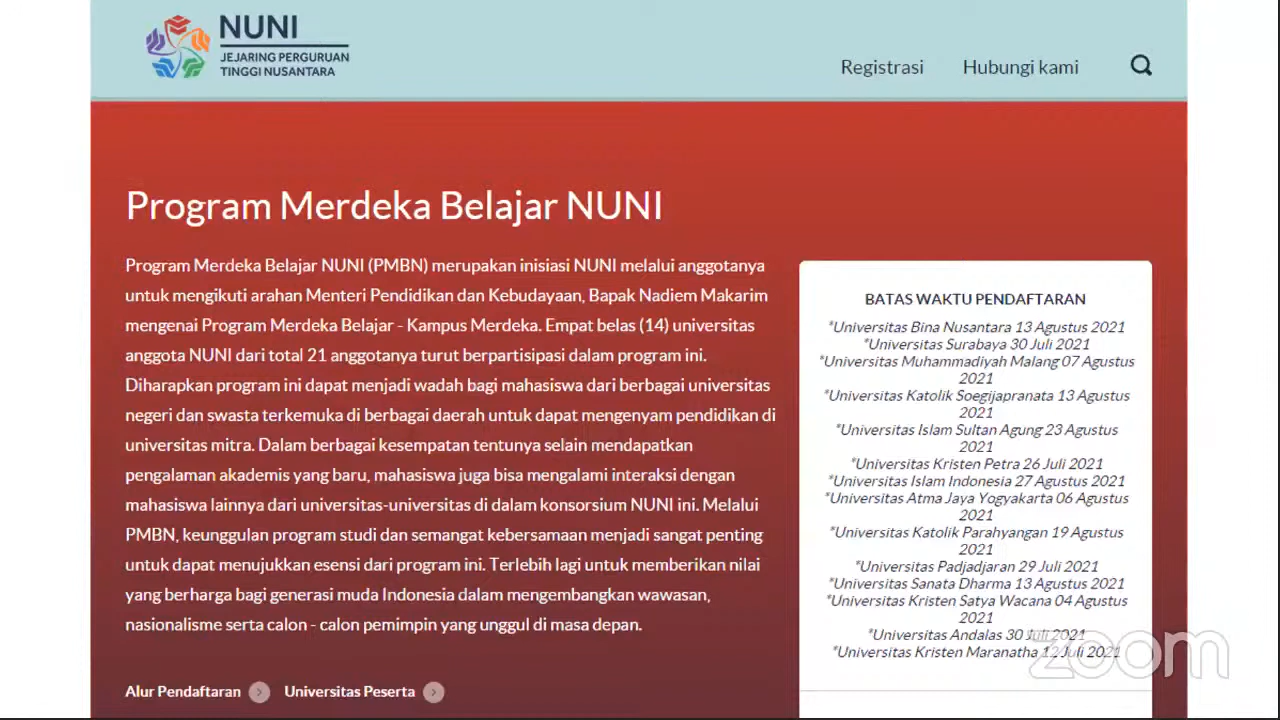 NUNI
JEJARING PERGURUAN
TINGGI NUSANTARA
Registrasi
Hubungi kami
Program Merdeka Belajar NUNI
Program Merdeka Belajar NUNI (PMBN) merupakan inisiasi NUNI melalui anggotanya
untuk mengikuti arahan Menteri Pendidikan dan Kebudayaan, Bapak Nadiem Makarim
mengenai Program Merdeka Belajar - Kampus Merdeka. Empat belas (14) universitas
anggota NUNI dari total 21 anggotanya turut berpartisipasi dalam program ini.
Diharapkan program ini dapat menjadi wadah bagi mahasiswa dari berbagai universitas
negeri dan swasta terkemuka di berbagai daerah untuk dapat mengenyam pendidikan di
universitas mitra. Dalam berbagai kesempatan tentunya selain mendapatkan
pengalaman akademis yang baru, mahasiswa juga bisa mengalami interaksi dengan
mahasiswa lainnya dari universitas-universitas di dalam konsorsium NUNI ini. Melalui
PMBN, keunggulan program studi dan semangat kebersamaan menjadi sangat penting
untuk dapat menujukkan esensi dari program ini. Terlebih lagi untuk memberikan nilai
yang berharga bagi generasi muda Indonesia dalam mengembangkan wawasan,
nasionalisme serta calon - calon pemimpin yang unggul di masa depan.
Alur Pendaftaran
Universitas Peserta
BATAS WAKTU PENDAFTARAN
*Universitas Bina Nusantara 13 Agustus 2021
*Universitas Surabaya 30 Juli 2021
*Universitas Muhammadiyah Malang 07 Agustus
2021
*Universitas Katolik Soegijapranata 13 Agustus
2021
*Universitas Islam Sultan Agung 23 Agustus
2021
*Universitas Kristen Petra 26 Juli 2021
*Universitas Islam Indonesia 27 Agustus 2021
*Universitas Atma Jaya Yogyakarta 06 Agustus
2021
*Universitas Katolik Parahyangan 19 Agustus
2021
*Universitas Padjadjaran 29 Juli 2021
*Universitas Sanata Dharma 13 Agustus 2021
*Universitas Kristen Satya Wacana 04 Agustus
2021
*Universitas Andalas 30 Juli 2021
*Universitas Kristen Maranatha 12 Juli 2021
zoom